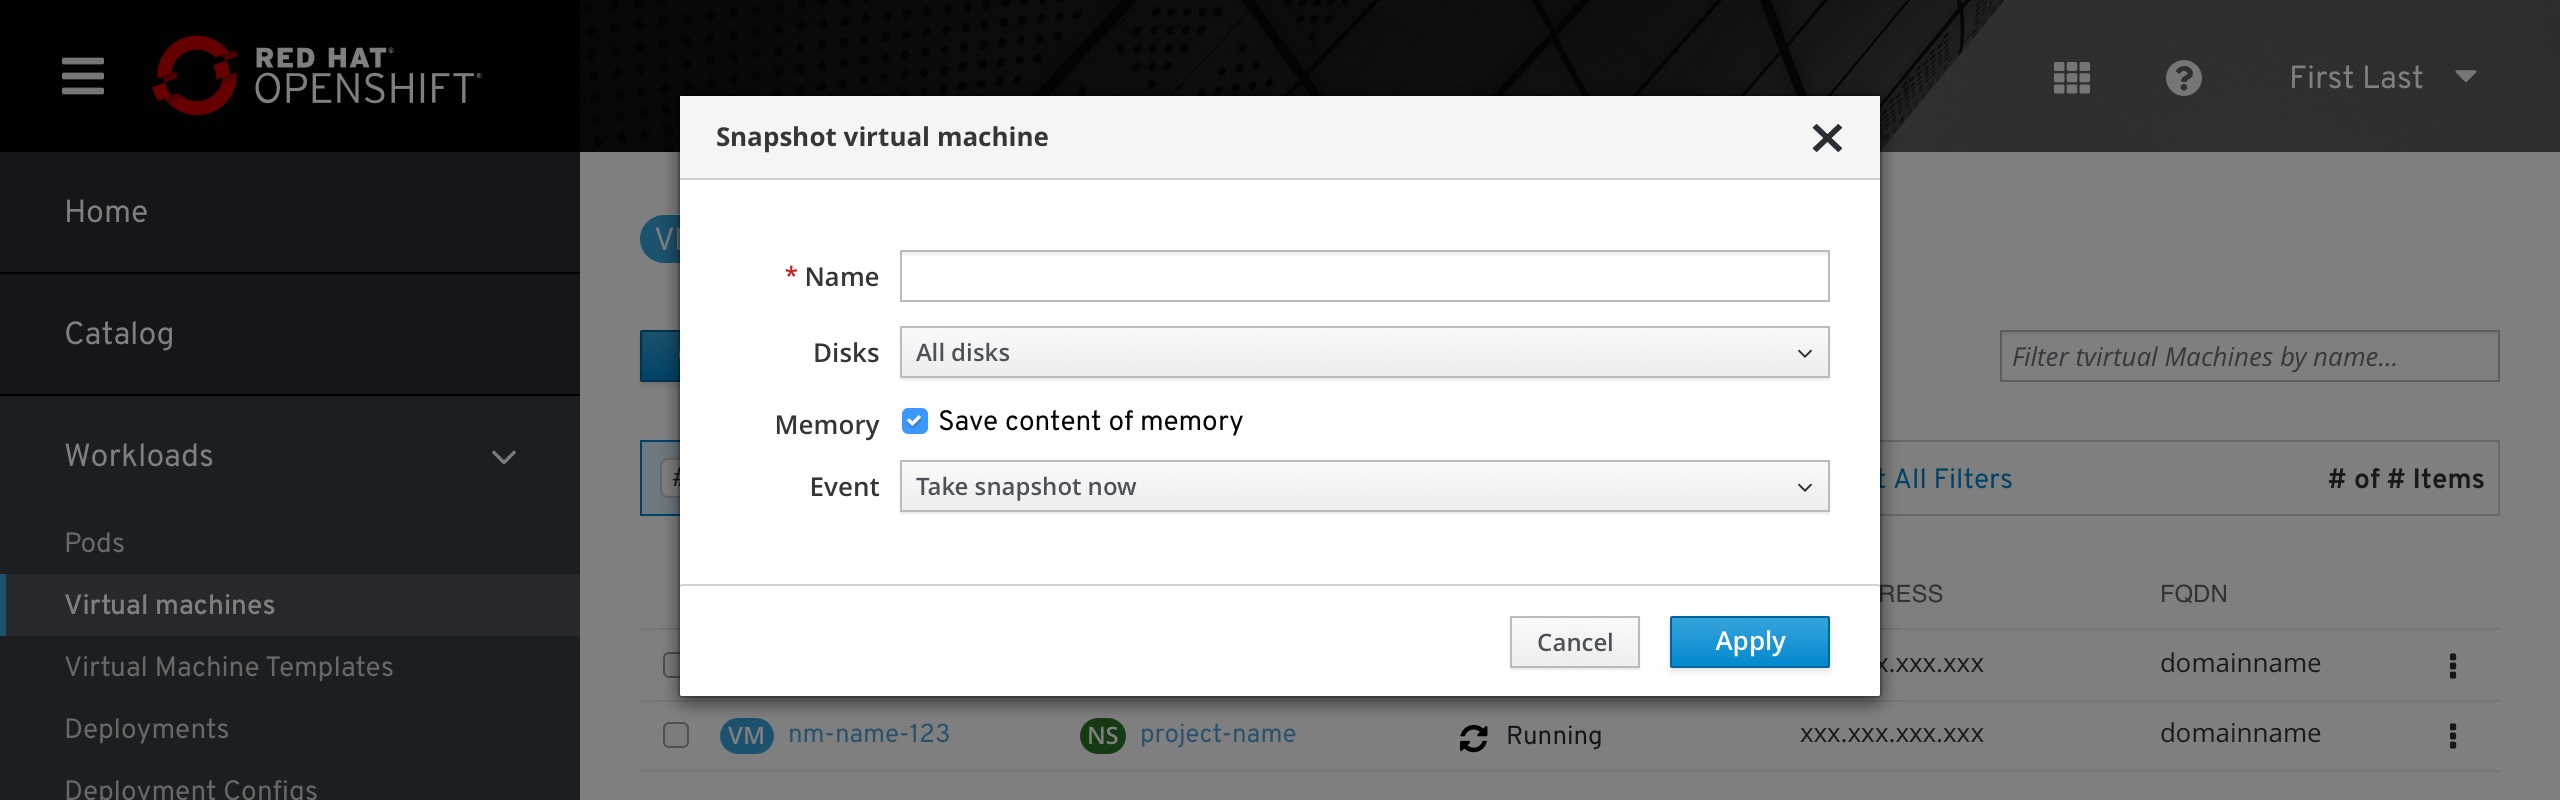 RED HAT®
OPENSHIFT®
First Last
Snapshot virtual machine
Home
Catalog
Workloads
Pods
Virtual machines
Virtual Machine Templates
Deployments
Deployment Configs
* Name
Disks
All disks
Memory
Save content of memory
Event
Take snapshot now
Cancel
Apply
Filter tvirtual Machines by name...
All Filters
# of # Items
#
RESS
FQDN
x.xxx.xxx
domainname
VM
nm-name-123
NS
project-name
Running
xxx.xxx.xxx.xxx
domainname